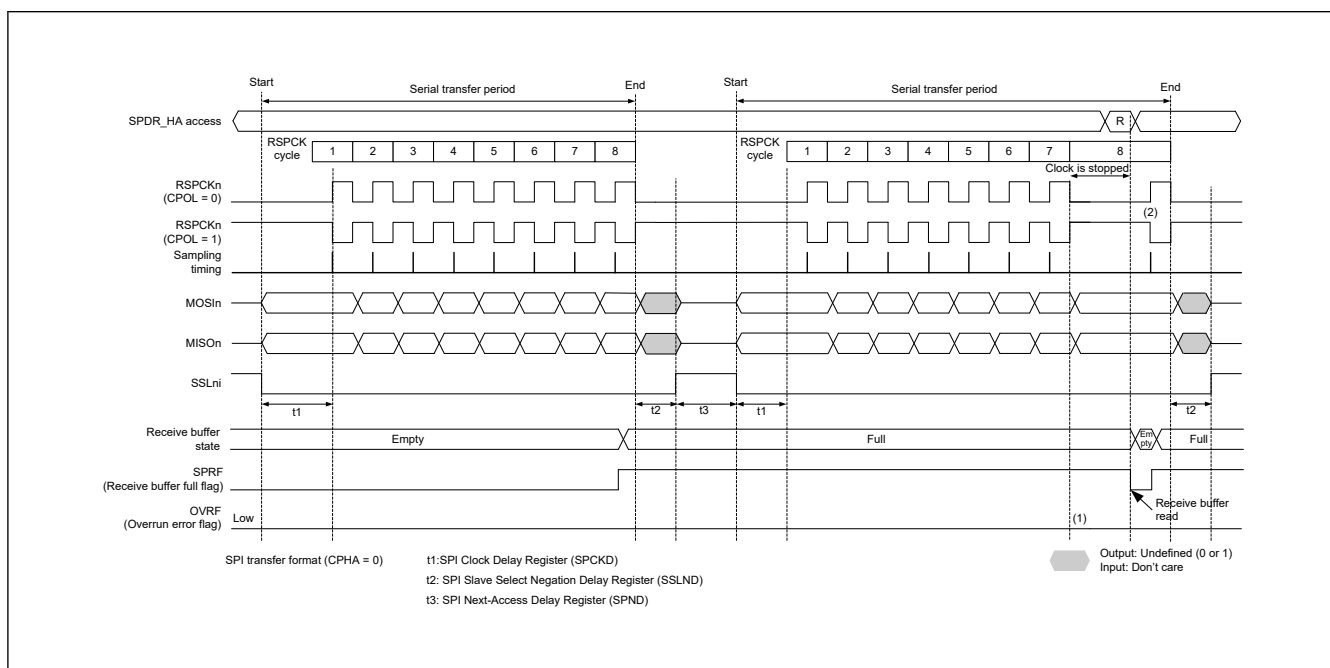 Start
End
Start
End
Serial transfer period
Serial transfer period
SPDR_HA access
R
RSPCK
cycle
1 2 3 4 5 6 7 8
RSPCK
cycle
1 2 3 4 5 6 7 8
Clock is stopped
RSPCKn
(CPOL = 0)
(2)
RSPCKn
(CPOL = 1)
Sampling
timing
MOSIn
MISOn
SSLni
t1
t2
t3
t1
t2
Receive buffer
state
Empty
Full
Em
pty
Full
SPRF
(Receive buffer full flag)
Receive buffer
read
OVRF
(Overrun error flag)
Low
(1)
SPI transfer format (CPHA = 0)
t1:SPI Clock Delay Register (SPCKD)
t2: SPI Slave Select Negation Delay Register (SSLND)
t3: SPI Next-Access Delay Register (SPND)
Output: Undefined (0 or 1)
Input: Don't care